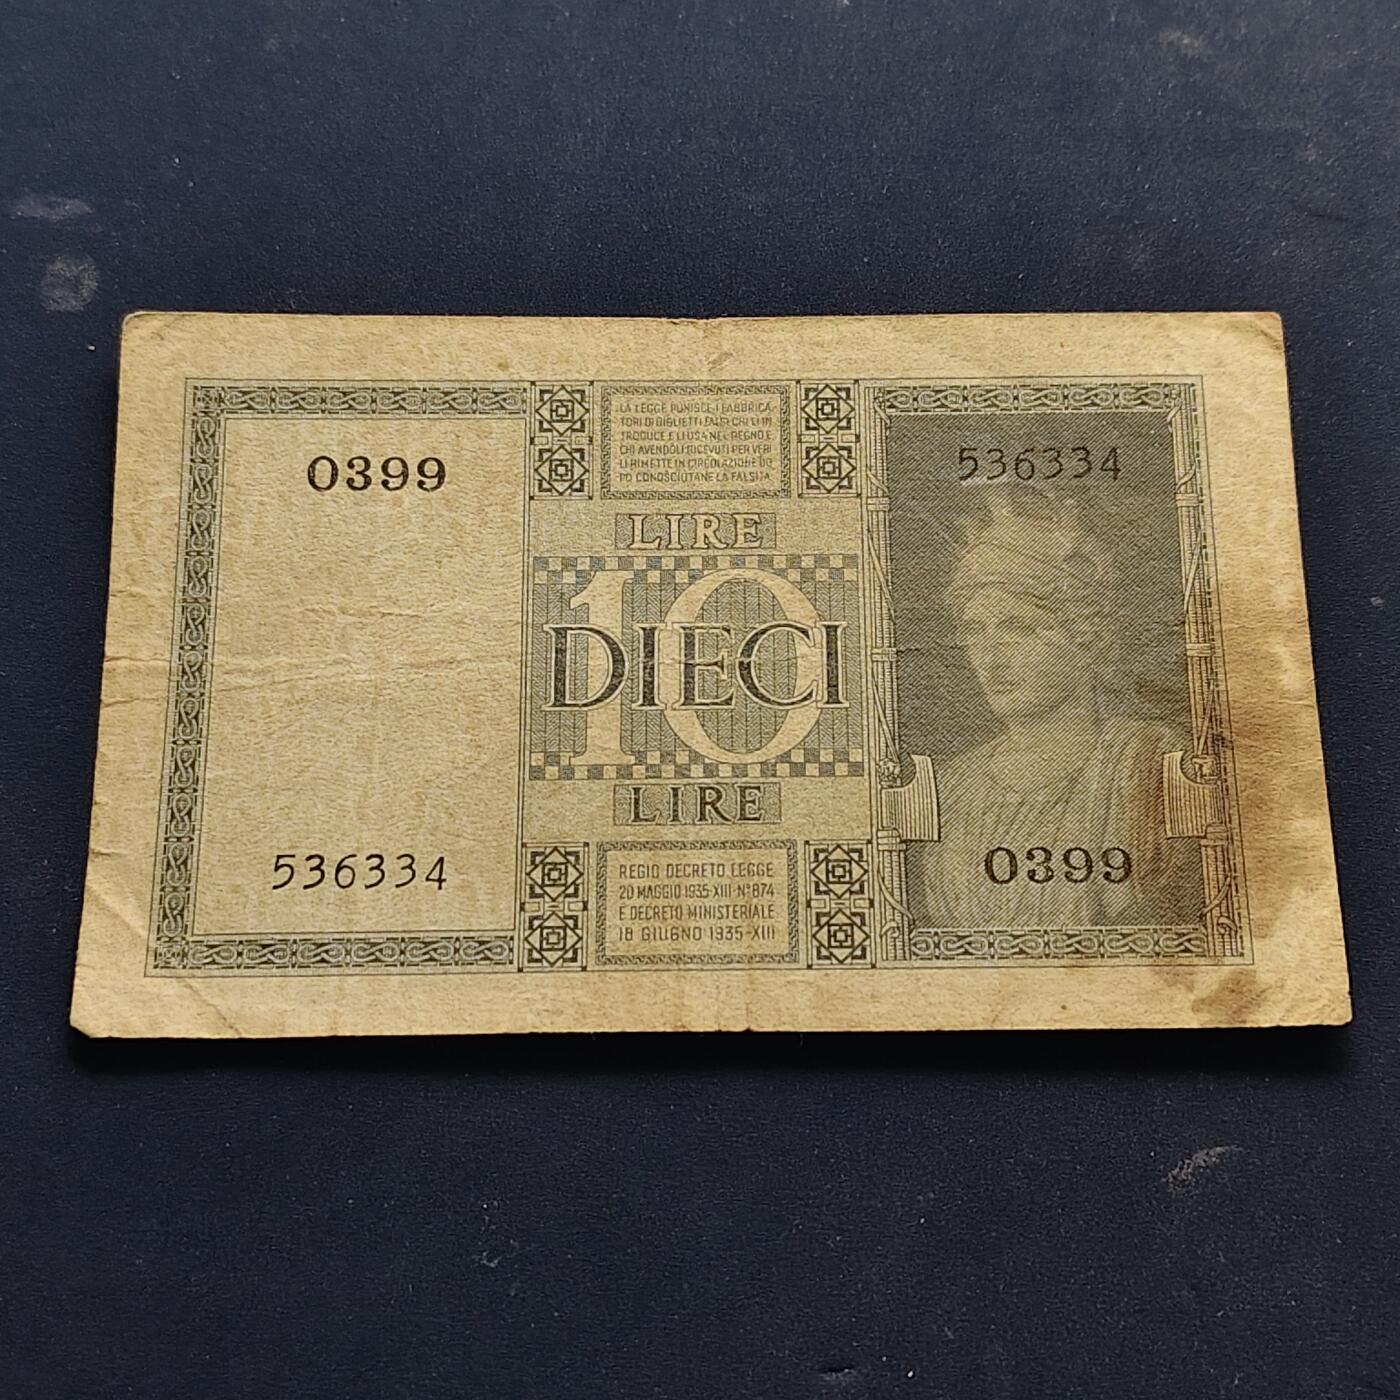 0399
536334
LA LEGGE PUNISCE I FABBRICA-
TORI DI BIGLIETTI FALSI CHI LI IN
TRODUCE E LI USA NEL REGNO E
CHI AVENDOLI RICEVUTI PER VERI
LI RIMETTE IN CIRCOLAZIONE DO
PO CONOSCIUTANE LA FALSITÀ
LIRE
10
DIECI
LIRE
REGIO DECRETO LEGGE
20 MAGGIO 1935-XIII-N°874
E DECRETO MINISTERIALE
18 GIUGNO 1935-XIII
536334
0399